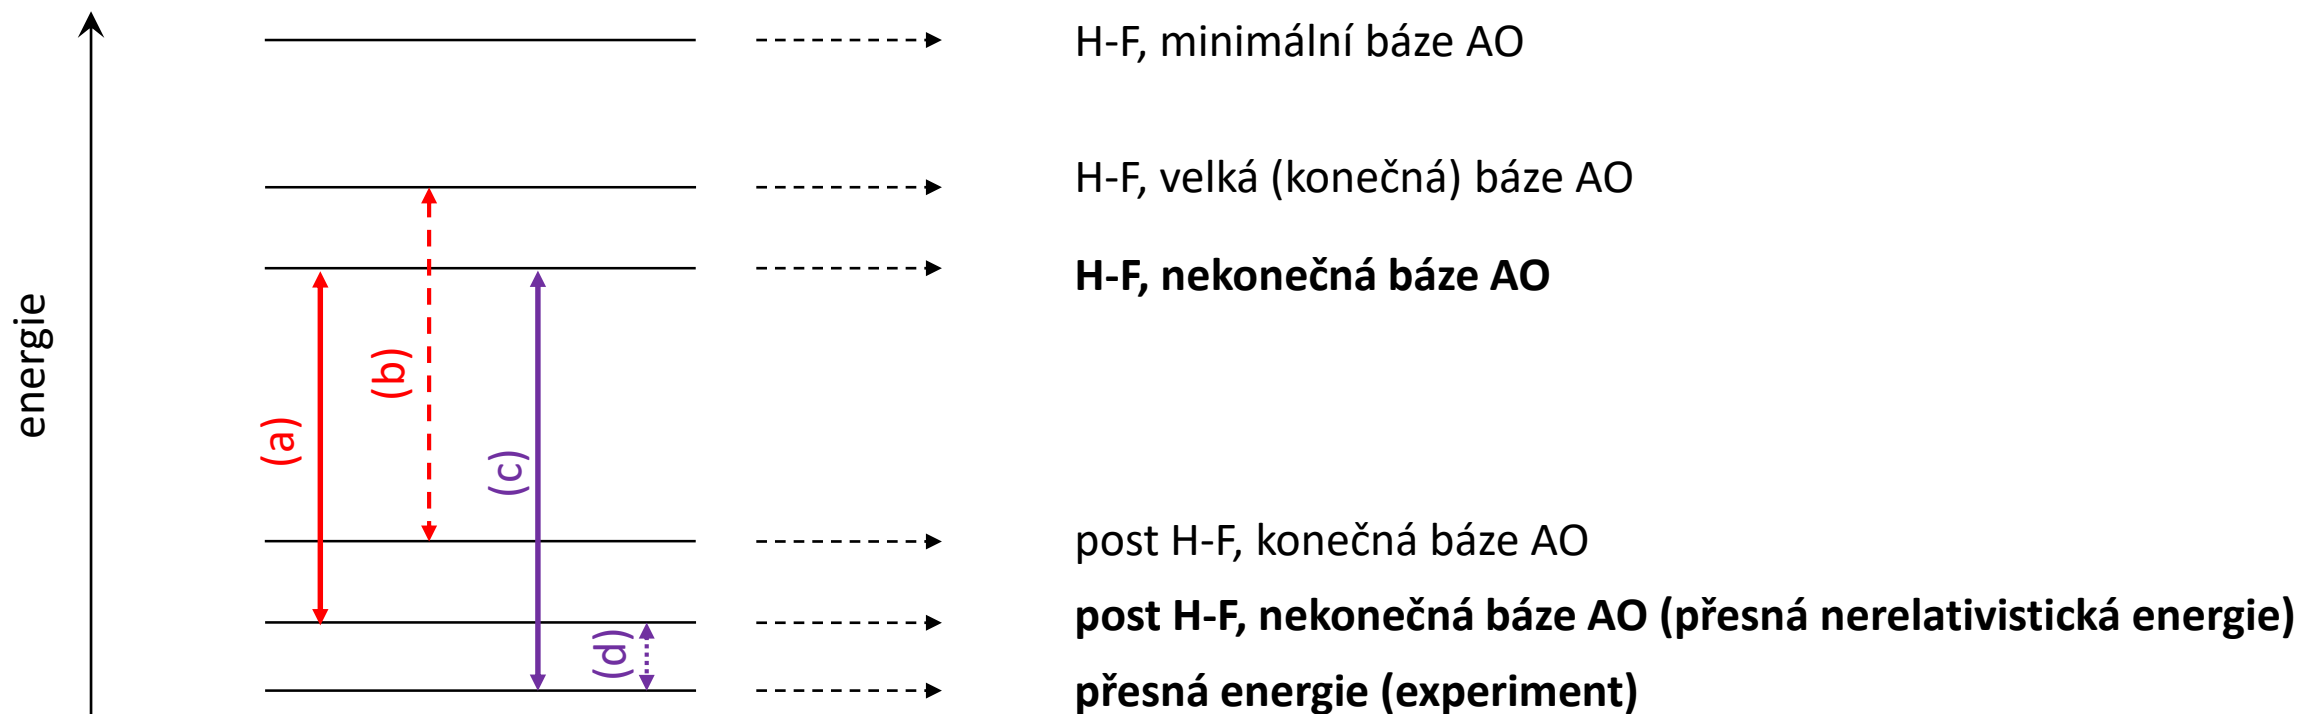 H-F, minimální báze AO
H-F, velká (konečná) báze AO
H-F, nekonečná báze AO
energie
(b)
(a)
(c)
post H-F, konečná báze AO
post H-F, nekonečná báze AO (přesná nerelativistická energie)
(d)
přesná energie (experiment)